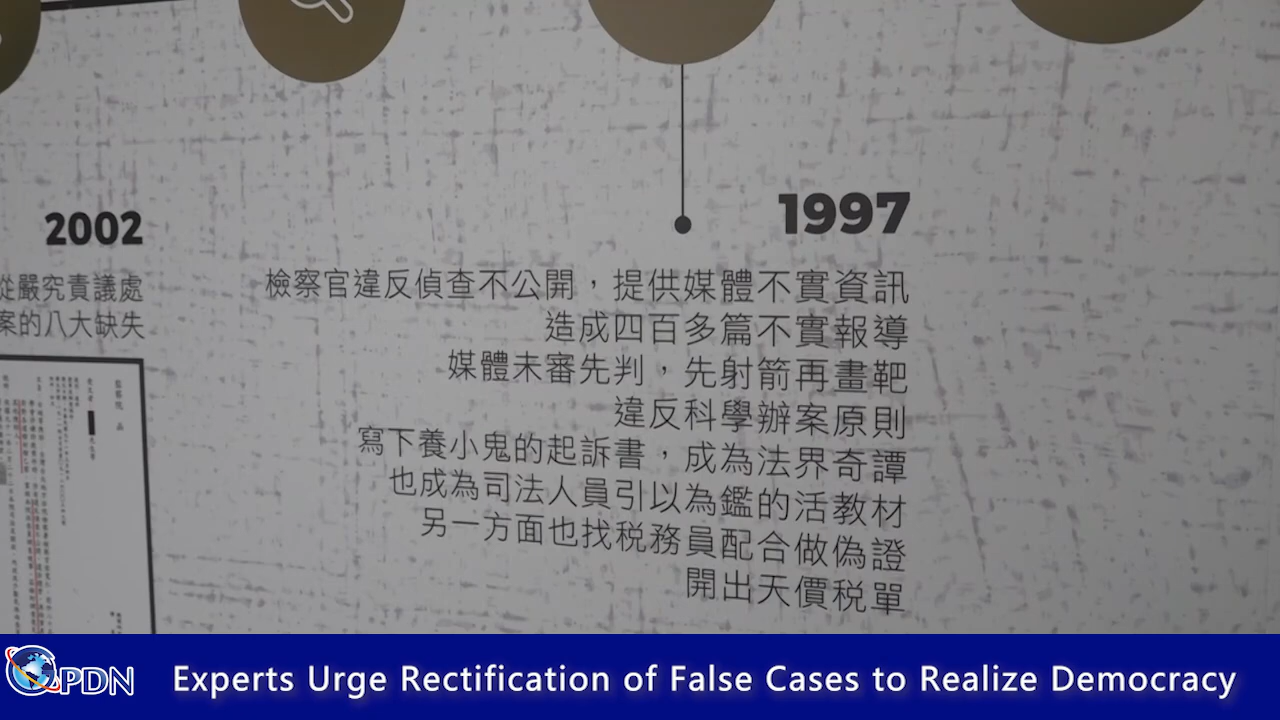 2002
從嚴究責議處
案的八大缺失
1997
檢察官違反偵查不公開，提供媒體不實資訊
造成四百多篇不實報導
媒體未審先判，先射箭再畫靶
違反科學辦案原則
寫下養小鬼的起訴書，成為法界奇譚
也成為司法人員引以為鑑的活教材
另一方面也找税務員配合做偽證
開出天價税單
PDN
Experts Urge Rectification of False Cases to Realize Democracy